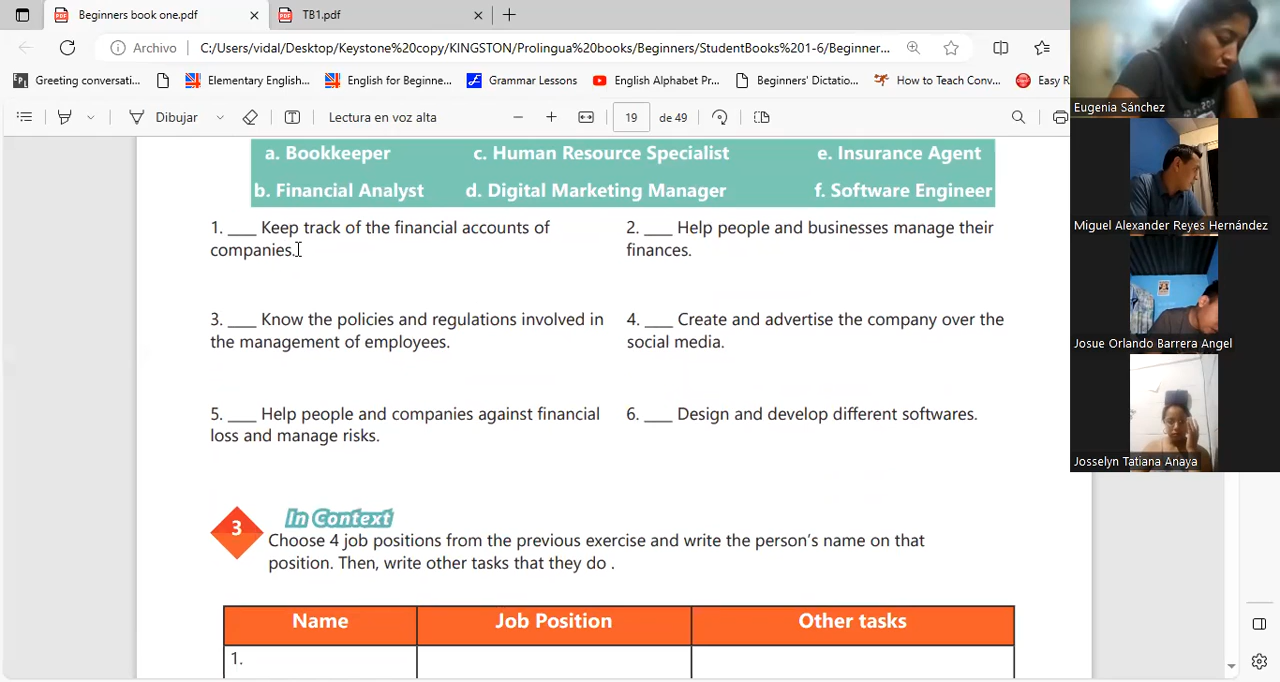 Beginners book one.pdf
TB1.pdf
Archivo
C:/Users/vidal/Desktop/Keystone%20copy/KINGSTON/Prolingua%20books/Beginners/StudentBooks%201-6/Beginner...
Greeting conversati...
Elementary English...
English for Beginne...
Grammar Lessons
English Alphabet Pr...
Beginners' Dictatio...
How to Teach Conv...
Easy R
Dibujar
Lectura en voz alta
19
de 49
a. Bookkeeper
c. Human Resource Specialist
e. Insurance Agent
b. Financial Analyst
d. Digital Marketing Manager
f. Software Engineer
1. ___ Keep track of the financial accounts of
companies.
2. ___ Help people and businesses manage their
finances.
3. ___ Know the policies and regulations involved in
the management of employees.
4. ___ Create and advertise the company over the
social media.
5. ___ Help people and companies against financial
loss and manage risks.
6. ___ Design and develop different softwares.
3
In Context
Choose 4 job positions from the previous exercise and write the person's name on that
position. Then, write other tasks that they do .
Name
Job Position
Other tasks
1.
Eugenia Sánchez
Miguel Alexander Reyes Hernández
Josue Orlando Barrera Angel
Josselyn Tatiana Anaya